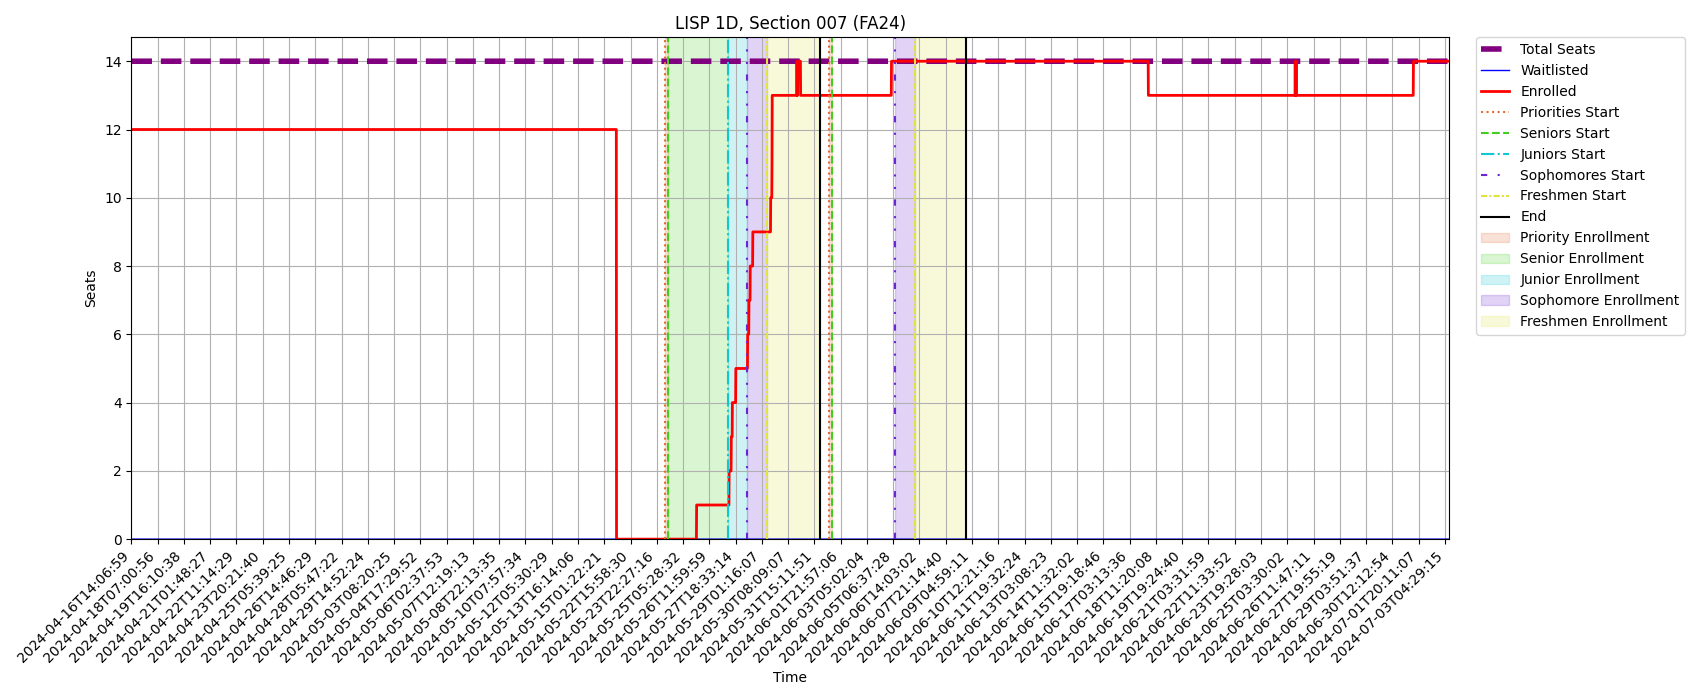 LISP 1D, Section 007 (FA24)
Seats
14
12
10
8
6
4
2
0
2024-04-16T14:06:59
2024-04-18T07:00:56
2024-04-19T16:10:38
2024-04-21T01:48:27
2024-04-22T11:14:29
2024-04-23T20:21:40
2024-04-25T05:39:25
2024-04-26T14:46:29
2024-04-28T05:47:22
2024-04-29T14:52:24
2024-05-03T08:20:25
2024-05-04T17:29:52
2024-05-06T02:37:53
2024-05-07T12:19:13
2024-05-08T22:13:35
2024-05-10T07:57:34
2024-05-12T05:30:29
2024-05-13T16:14:06
2024-05-15T01:22:21
2024-05-22T15:58:30
2024-05-23T22:27:16
2024-05-25T05:28:32
2024-05-26T11:59:59
2024-05-27T18:33:14
2024-05-29T01:16:07
2024-05-30T08:09:07
2024-05-31T15:11:51
2024-06-01T21:57:06
2024-06-03T05:02:04
2024-06-05T06:37:28
2024-06-06T14:03:02
2024-06-07T21:14:40
2024-06-09T04:59:11
2024-06-10T12:21:16
2024-06-11T19:32:24
2024-06-13T03:08:23
2024-06-14T11:32:02
2024-06-15T19:18:46
2024-06-17T03:13:36
2024-06-18T11:20:08
2024-06-19T19:24:40
2024-06-21T03:31:59
2024-06-22T11:33:52
2024-06-23T19:28:03
2024-06-25T03:30:02
2024-06-26T11:47:11
2024-06-27T19:55:19
2024-06-29T03:51:37
2024-06-30T12:12:54
2024-07-01T20:11:07
2024-07-03T04:29:15
Time
Total Seats
Waitlisted
Enrolled
Priorities Start
Seniors Start
Juniors Start
Sophomores Start
Freshmen Start
End
Priority Enrollment
Senior Enrollment
Junior Enrollment
Sophomore Enrollment
Freshmen Enrollment